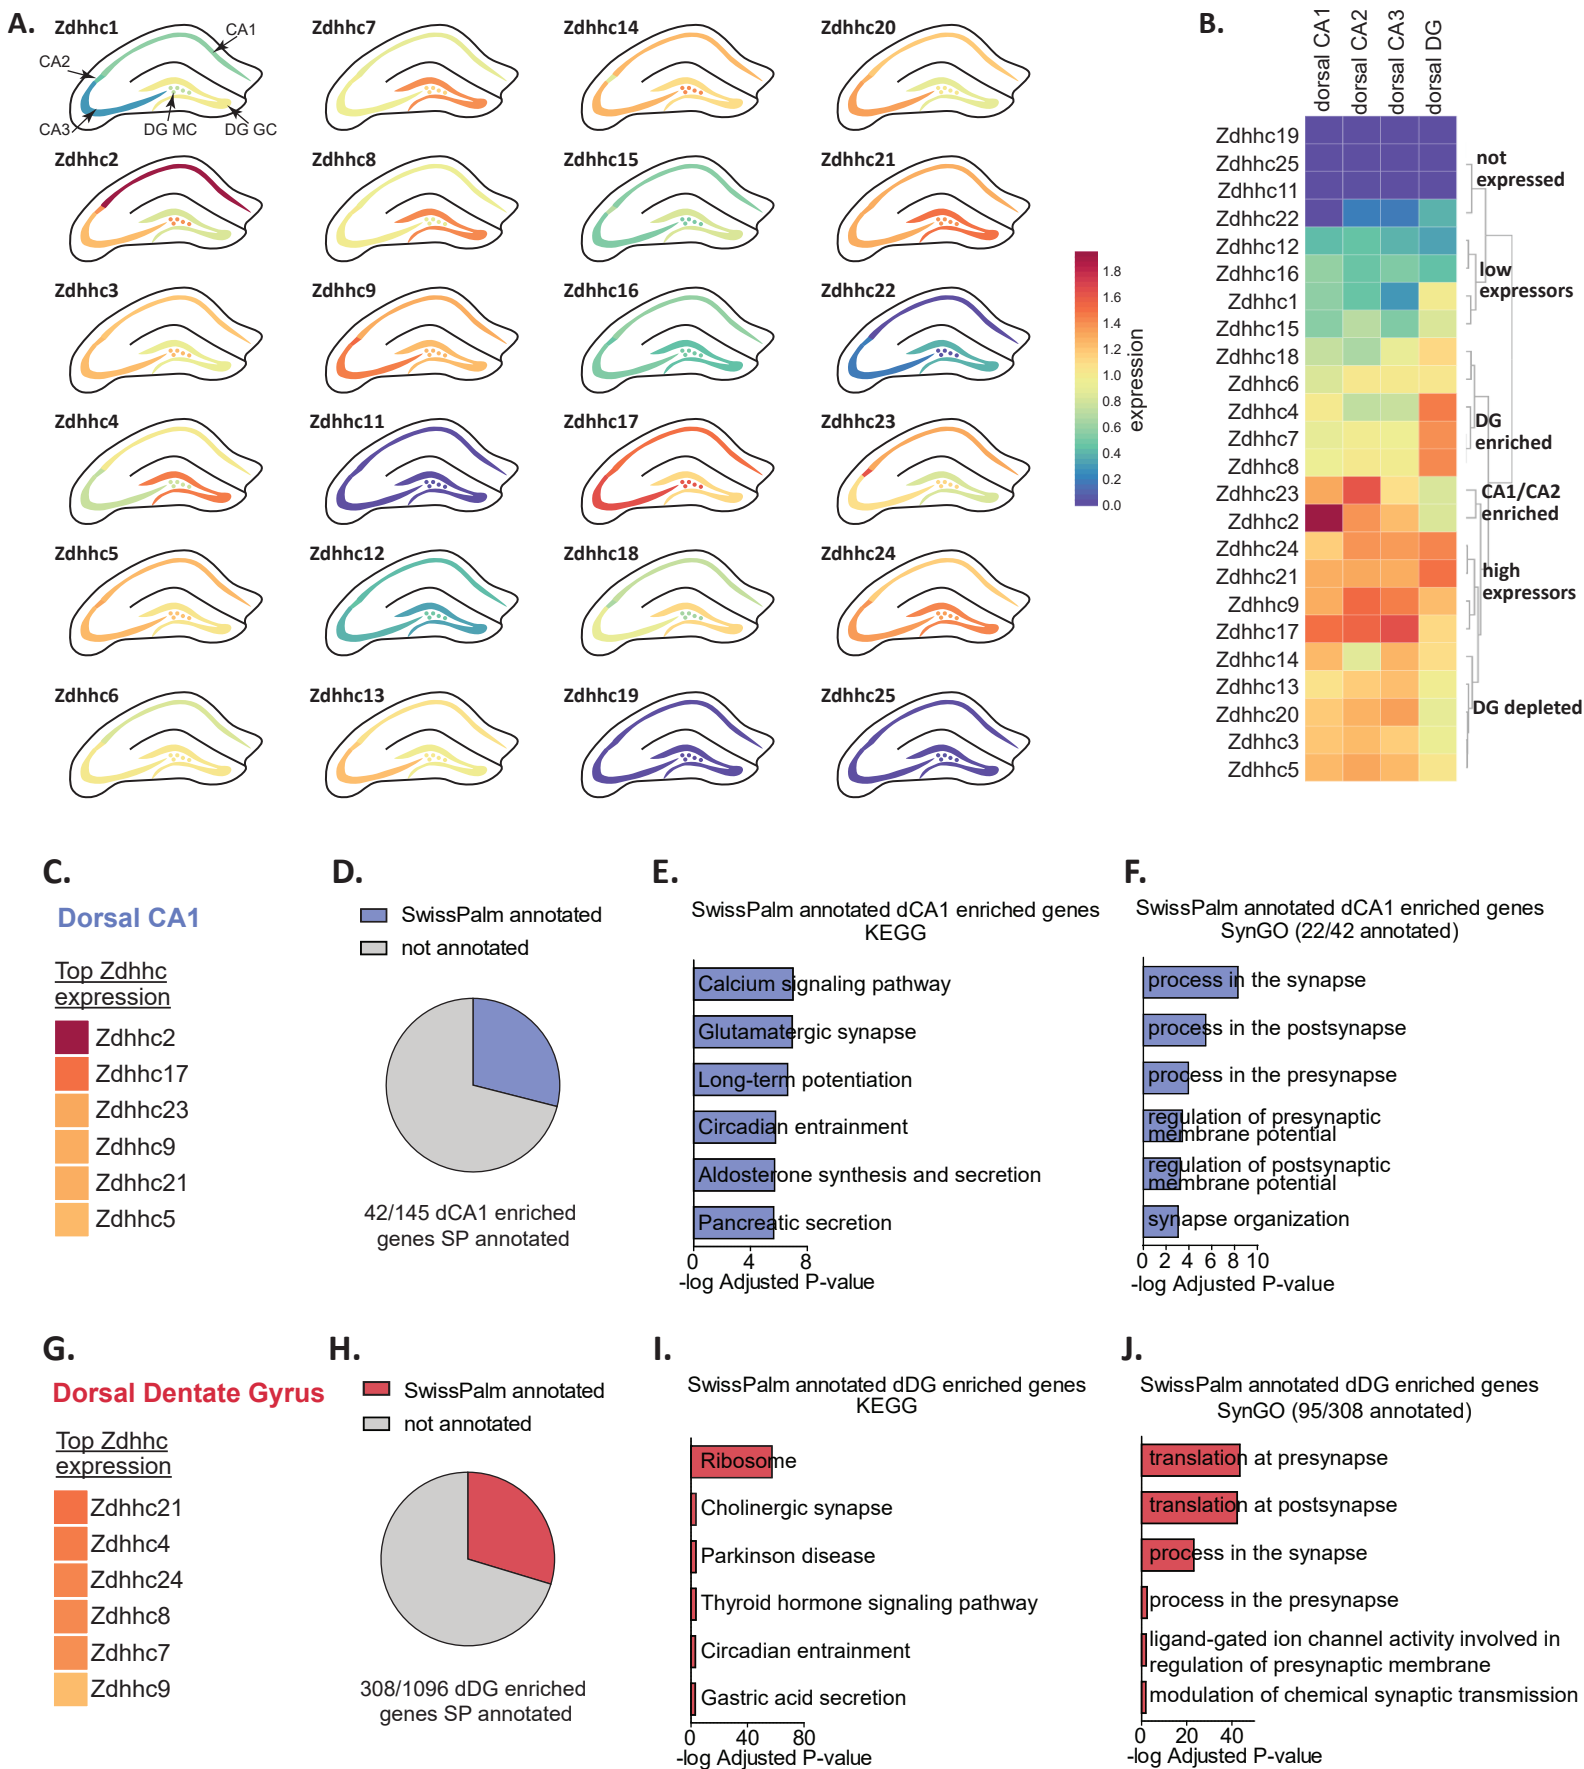 A.
Zdhhc1
CA1
CA2
CA3
DG MC
DG GC
Zdhhc7
Zdhhc14
Zdhhc20
Zdhhc2
Zdhhc8
Zdhhc15
Zdhhc21
Zdhhc3
Zdhhc9
Zdhhc16
Zdhhc22
Zdhhc4
Zdhhc11
Zdhhc17
Zdhhc23
Zdhhc5
Zdhhc12
Zdhhc18
Zdhhc24
Zdhhc6
Zdhhc13
Zdhhc19
Zdhhc25
1.8
1.6
1.4
1.2
1.0
0.8
0.6
0.4
0.2
0.0
expression
B.
dorsal CA1
dorsal CA2
dorsal CA3
dorsal DG
Zdhhc19
Zdhhc25
Zdhhc11
Zdhhc22
Zdhhc12
Zdhhc16
Zdhhc1
Zdhhc15
Zdhhc18
Zdhhc6
Zdhhc4
Zdhhc7
Zdhhc8
Zdhhc23
Zdhhc2
Zdhhc24
Zdhhc21
Zdhhc9
Zdhhc17
Zdhhc14
Zdhhc13
Zdhhc20
Zdhhc3
Zdhhc5
not
expressed
low
expressors
DG
enriched
CA1/CA2
enriched
high
expressors
DG depleted
C.
Dorsal CA1
Top Zdhhc
expression
Zdhhc2
Zdhhc17
Zdhhc23
Zdhhc9
Zdhhc21
Zdhhc5
D.
SwissPalm annotated
not annotated
42/145 dCA1 enriched
genes SP annotated
E.
SwissPalm annotated dCA1 enriched genes
KEGG
Calcium signaling pathway
Glutamatergic synapse
Long-term potentiation
Circadian entrainment
Aldosterone synthesis and secretion
Pancreatic secretion
0 4 8
-log Adjusted P-value
F.
SwissPalm annotated dCA1 enriched genes
SynGO (22/42 annotated)
process in the synapse
process in the postsynapse
process in the presynapse
regulation of presynaptic
membrane potential
regulation of postsynaptic
membrane potential
synapse organization
0 2 4 6 8 10
-log Adjusted P-value
G.
Dorsal Dentate Gyrus
Top Zdhhc
expression
Zdhhc21
Zdhhc4
Zdhhc24
Zdhhc8
Zdhhc7
Zdhhc9
H.
SwissPalm annotated
not annotated
308/1096 dDG enriched
genes SP annotated
I.
SwissPalm annotated dDG enriched genes
KEGG
Ribosome
Cholinergic synapse
Parkinson disease
Thyroid hormone signaling pathway
Circadian entrainment
Gastric acid secretion
0 40 80
-log Adjusted P-value
J.
SwissPalm annotated dDG enriched genes
SynGO (95/308 annotated)
translation at presynapse
translation at postsynapse
process in the synapse
process in the presynapse
ligand-gated ion channel activity involved in
regulation of presynaptic membrane
modulation of chemical synaptic transmission
0 20 40
-log Adjusted P-value